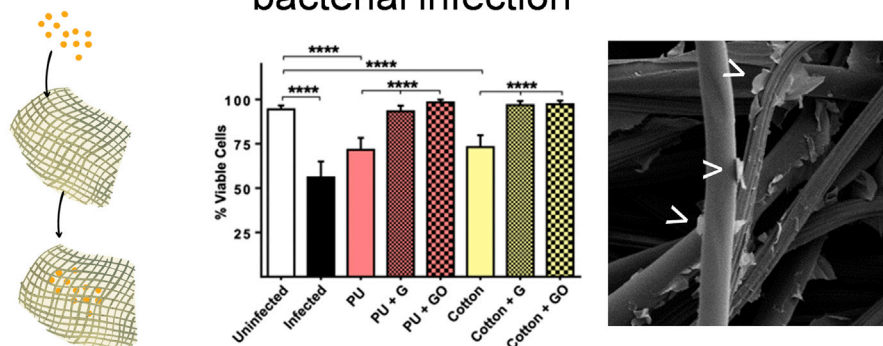 bacterial infection
****
****
****
****
****
100
75
50
25
% Viable Cells
Uninfected
Infected
PU
PU + G
PU + GO
Cotton
Cotton + G
Cotton + GO